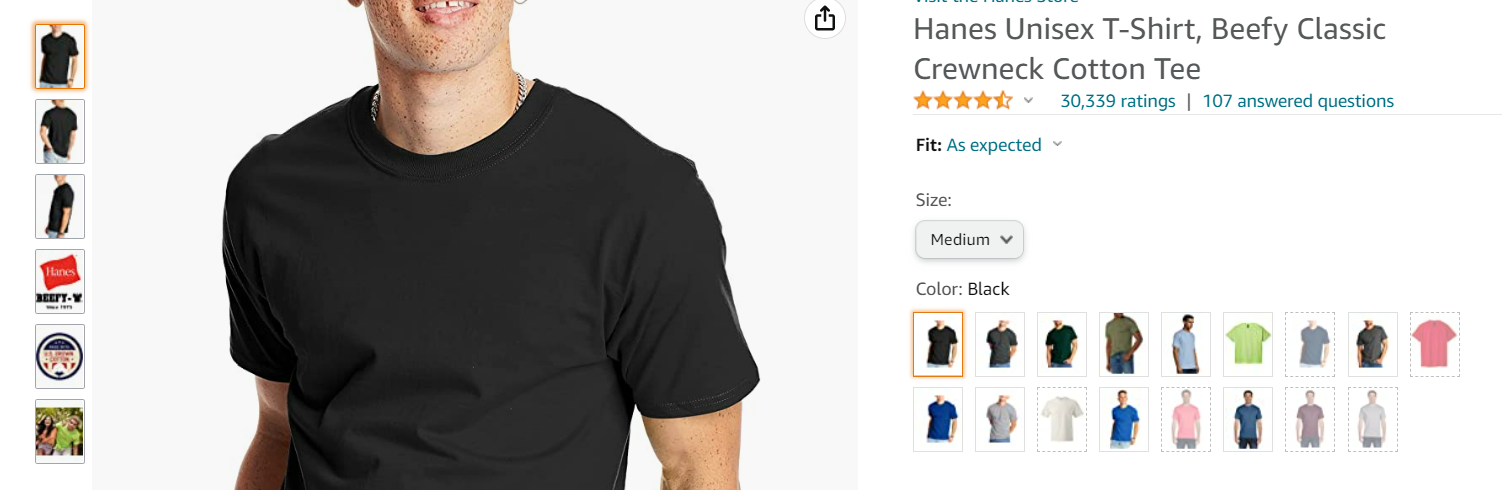 Visit the Hanes Store
Hanes Unisex T-Shirt, Beefy Classic
Crewneck Cotton Tee
30,339 ratings | 107 answered questions
Fit: As expected
Size:
Medium
Color: Black
Hanes
BEEFY-T
Since 1975
U.S. GROWN
COTTON